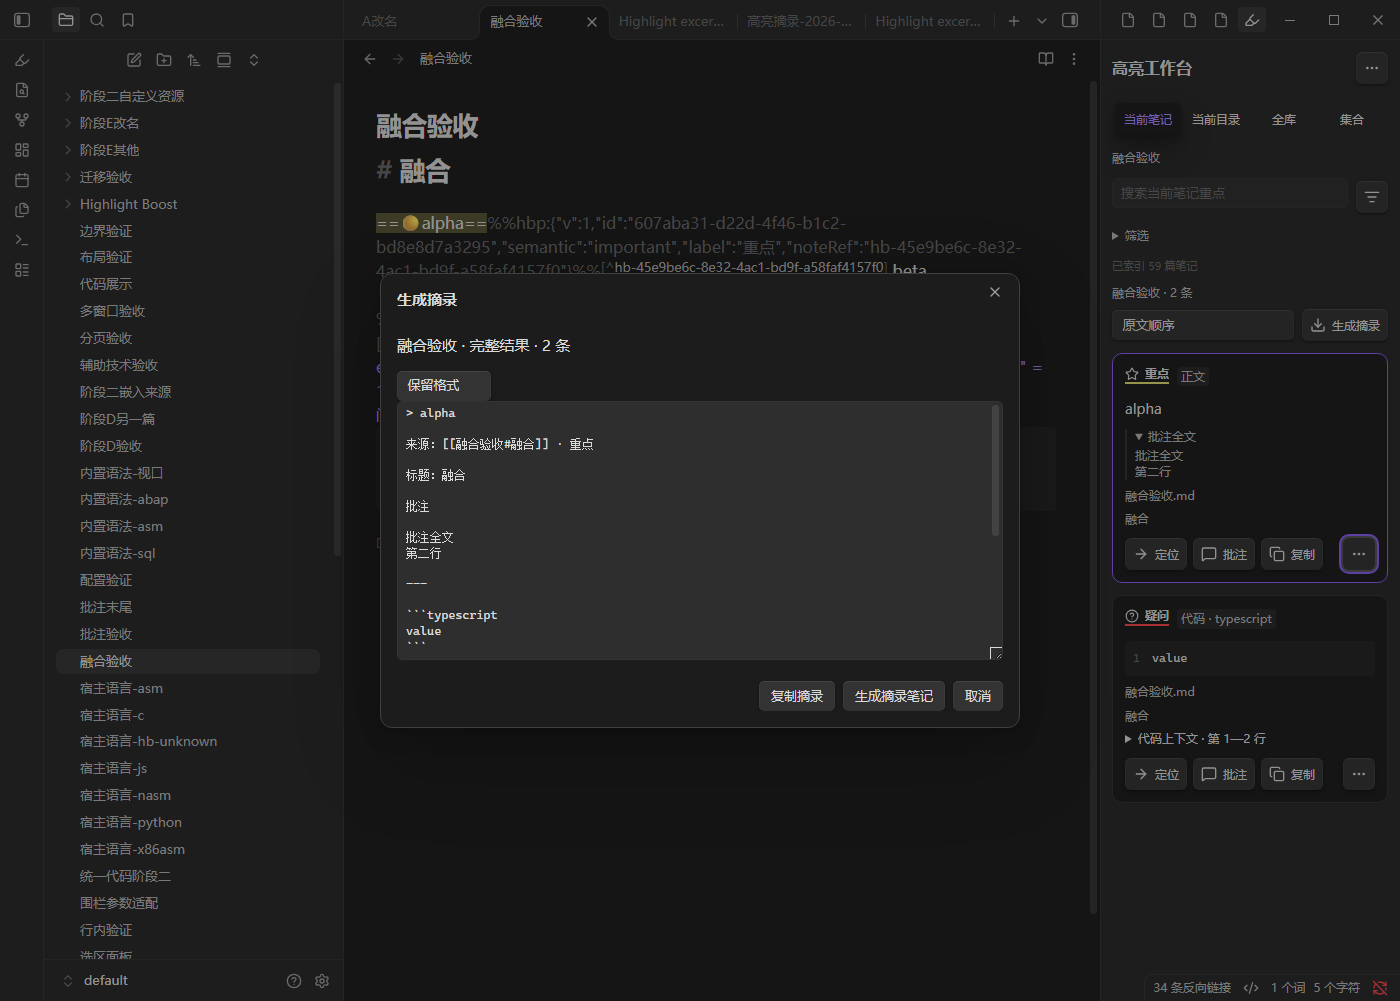 A改名
融合验收
Highlight excer...
高亮摘录-2026-...
Highlight excer...
阶段二自定义资源
阶段E改名
阶段E其他
迁移验收
Highlight Boost
边界验证
布局验证
代码展示
多窗口验收
分页验收
辅助技术验收
阶段二嵌入来源
阶段D另一篇
阶段D验收
内置语法-视口
内置语法-abap
内置语法-asm
内置语法-sql
配置验证
批注末尾
批注验收
融合验收
宿主语言-asm
宿主语言-c
宿主语言-hb-unknown
宿主语言-js
宿主语言-nasm
宿主语言-python
宿主语言-x86asm
统一代码阶段二
围栏参数适配
行内验证
选区面板
default
融合验收
融合验收
# 融合
==🟡alpha==%%hbp:{"v":1,"id":"607aba31-d22d-4f46-b1c2-
bd8e8d7a3295","semantic":"important","label":"重点","noteRef":"hb-45e9be6c-8e32-
4ac1-bd9f-a58faf4157f0"}%%[^hb-45e9be6c-8e32-4ac1-bd9f-a58faf4157f0] beta
" =
生成摘录
融合验收 · 完整结果 · 2 条
保留格式
> alpha
来源: [[融合验收#融合]] · 重点
标题: 融合
批注
批注全文
第二行
---
```typescript
value
```
复制摘录
生成摘录笔记
取消
高亮工作台
当前笔记
当前目录
全库
集合
融合验收
搜索当前笔记重点
筛选
已索引 59 篇笔记
融合验收 · 2 条
原文顺序
生成摘录
重点
正文
alpha
批注全文
批注全文
第二行
融合验收.md
融合
定位
批注
复制
疑问
代码 · typescript
1 value
融合验收.md
融合
代码上下文 · 第 1—2 行
定位
批注
复制
34 条反向链接
1 个词
5 个字符